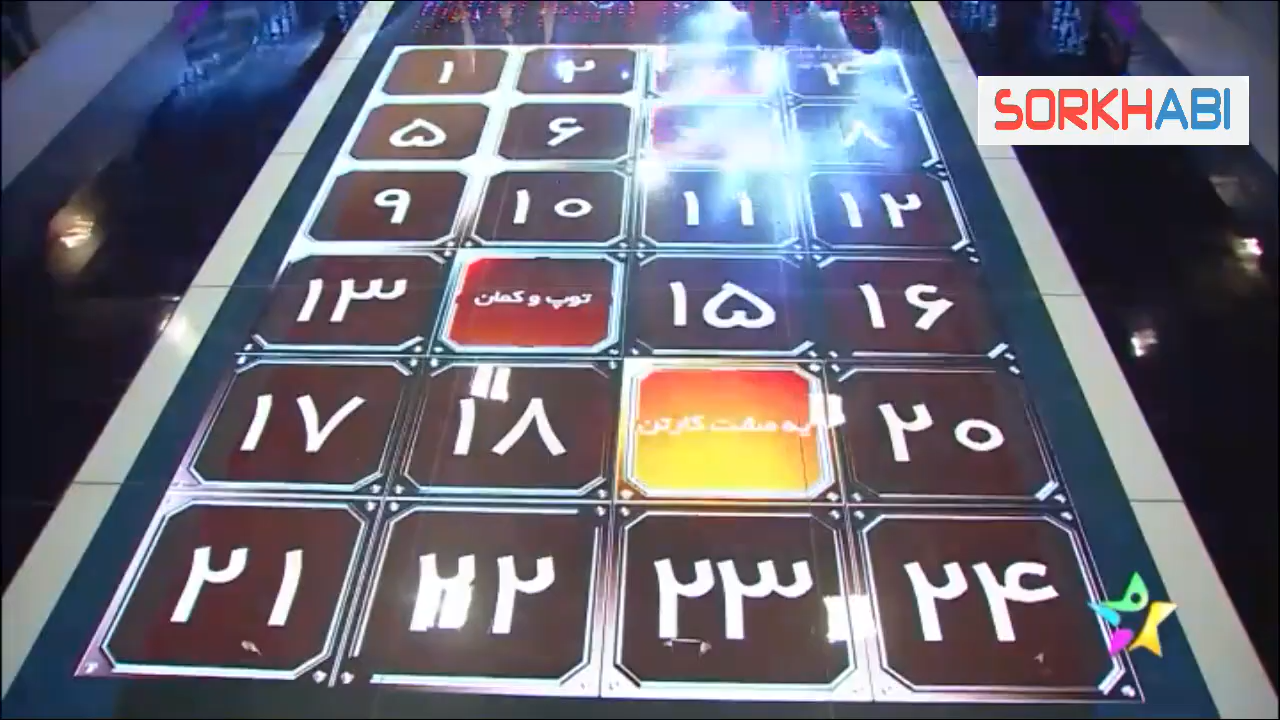 SORKHABI
۱ ۲ ۴
۵ ۶ ۸
۹ ۱۰ ۱۱ ۱۲
۱۳ توپ و کمان ۱۵ ۱۶
۱۷ ۱۸ یه صفت کارتن ۲۰
۲۱ ۲۲ ۲۳ ۲۴